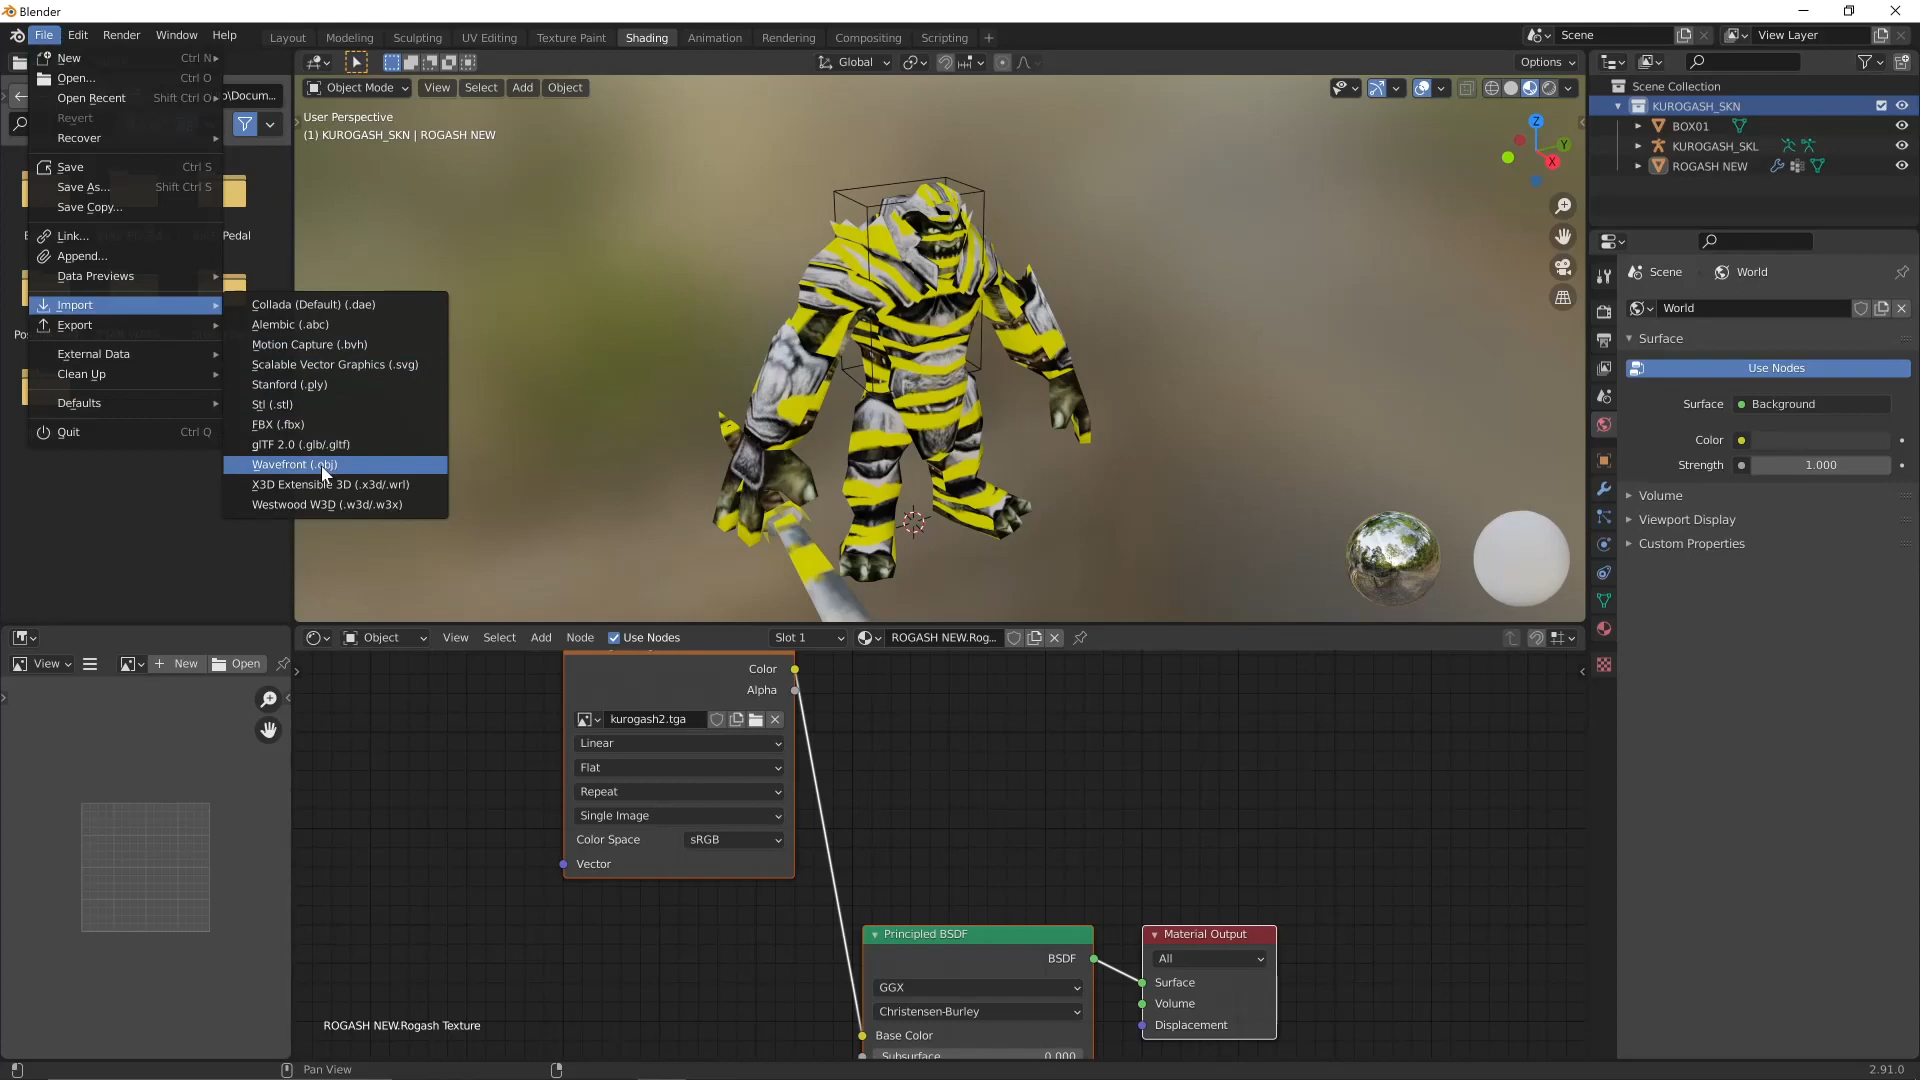 Blender
File Edit Render Window Help
Layout Modeling Sculpting UV Editing Texture Paint Shading Animation Rendering Compositing Scripting
Scene
View Layer
New Ctrl N
Open... Ctrl O
Open Recent Shift Ctrl O
Revert
Recover
Save Ctrl S
Save As... Shift Ctrl S
Save Copy...
Link...
Append...
Data Previews
Import
Export
External Data
Clean Up
Defaults
Quit Ctrl Q
Collada (Default) (.dae)
Alembic (.abc)
Motion Capture (.bvh)
Scalable Vector Graphics (.svg)
Stanford (.ply)
Stl (.stl)
FBX (.fbx)
glTF 2.0 (.glb/.gltf)
Wavefront (.obj)
X3D Extensible 3D (.x3d/.wrl)
Westwood W3D (.w3d/.w3x)
\Docum...
Pedal
Global
Options
Object Mode View Select Add Object
User Perspective
(1) KUROGASH_SKN | ROGASH NEW
Z
Y
X
Scene Collection
KUROGASH_SKN
BOX01
KUROGASH_SKL
ROGASH NEW
Scene World
World
Surface
Use Nodes
Surface Background
Color
Strength 1.000
Volume
Viewport Display
Custom Properties
View New Open
Object View Select Add Node Use Nodes Slot 1 ROGASH NEW.Rog...
Color
Alpha
kurogash2.tga
Linear
Flat
Repeat
Single Image
Color Space sRGB
Vector
Principled BSDF
BSDF
GGX
Christensen-Burley
Base Color
Subsurface 0.000
Material Output
All
Surface
Volume
Displacement
ROGASH NEW.Rogash Texture
Pan View
2.91.0